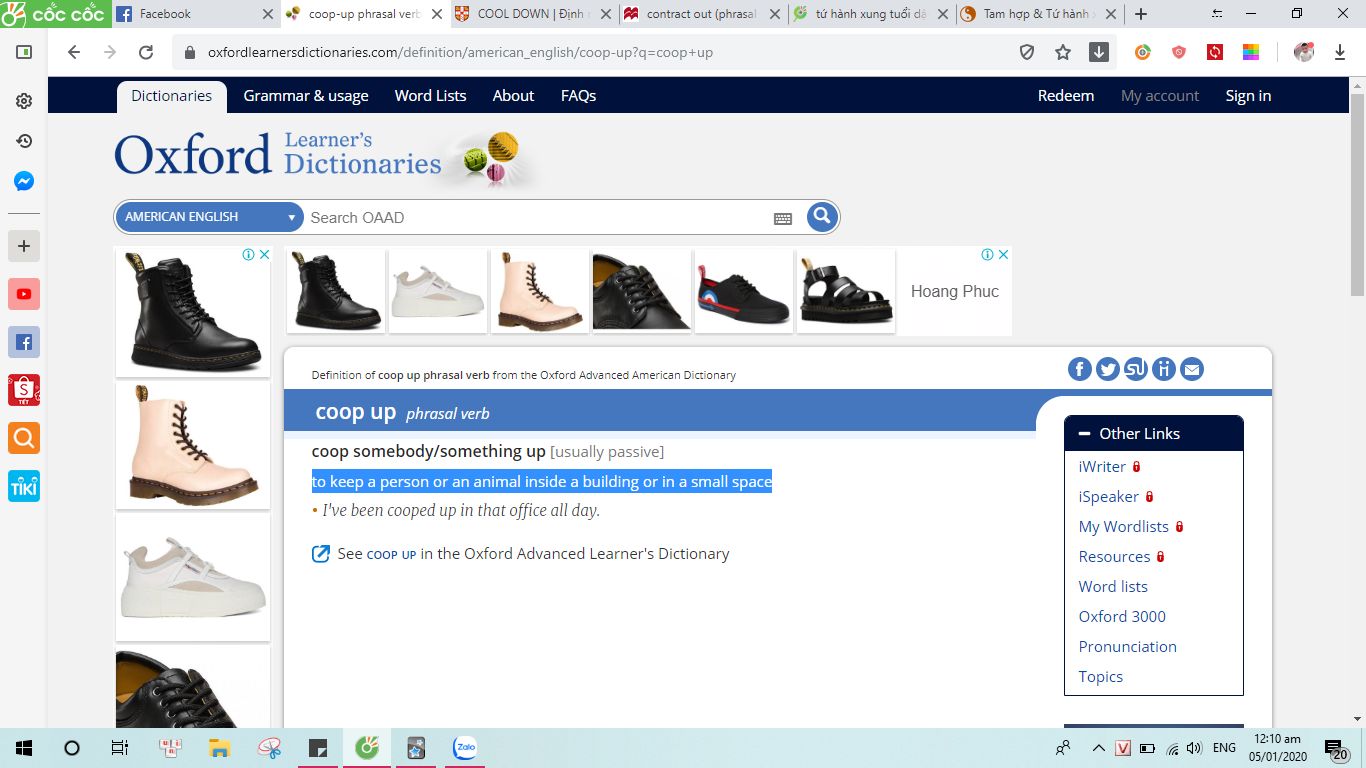 CỐC CỐC
Facebook
coop-up phrasal verb
COOL DOWN | Định
contract out (phrasal
tứ hành xung tuổi dậ
Tam hợp & Tứ hành
oxfordlearnersdictionaries.com/definition/american_english/coop-up?q=coop+up
Dictionaries Grammar & usage Word Lists About FAQs Redeem My account Sign in
Oxford Learner's Dictionaries
AMERICAN ENGLISH Search OAAD
Hoang Phuc
Definition of coop up phrasal verb from the Oxford Advanced American Dictionary
coop up phrasal verb
coop somebody/something up [usually passive]
to keep a person or an animal inside a building or in a small space
• I've been cooped up in that office all day.
See COOP UP in the Oxford Advanced Learner's Dictionary
Other Links
iWriter
iSpeaker
My Wordlists
Resources
Word lists
Oxford 3000
Pronunciation
Topics
TẾT
TIKI
Zalo
ENG
12:10 am
05/01/2020
20